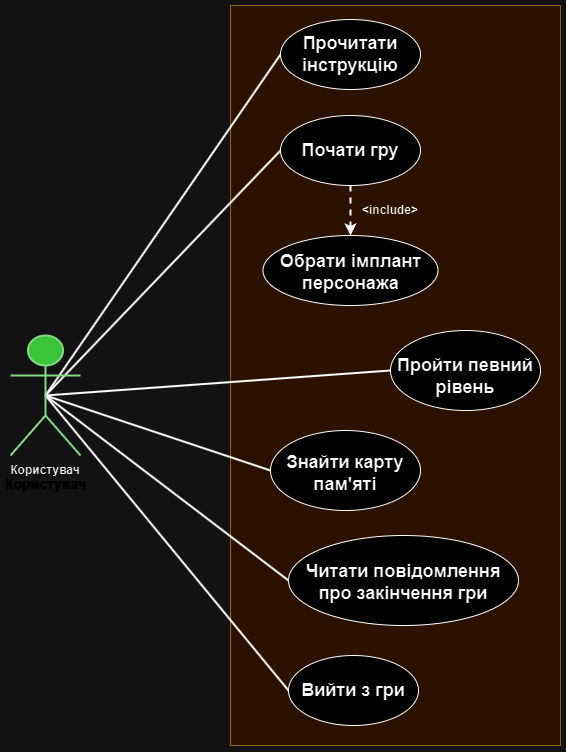 Прочитати
інструкцію
Почати гру
<include>
Обрати імплант
персонажа
Пройти певний
рівень
Знайти карту
пам'яті
Користувач
Користувач
Читати повідомлення
про закінчення гри
Вийти з гри